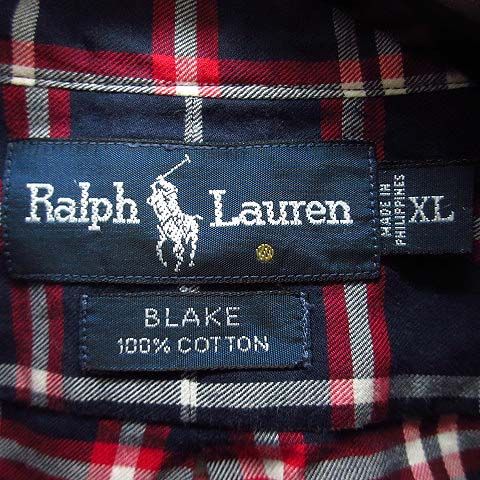 Ralph Lauren
MADE IN
PHILIPPINES
XL
BLAKE
100% COTTON